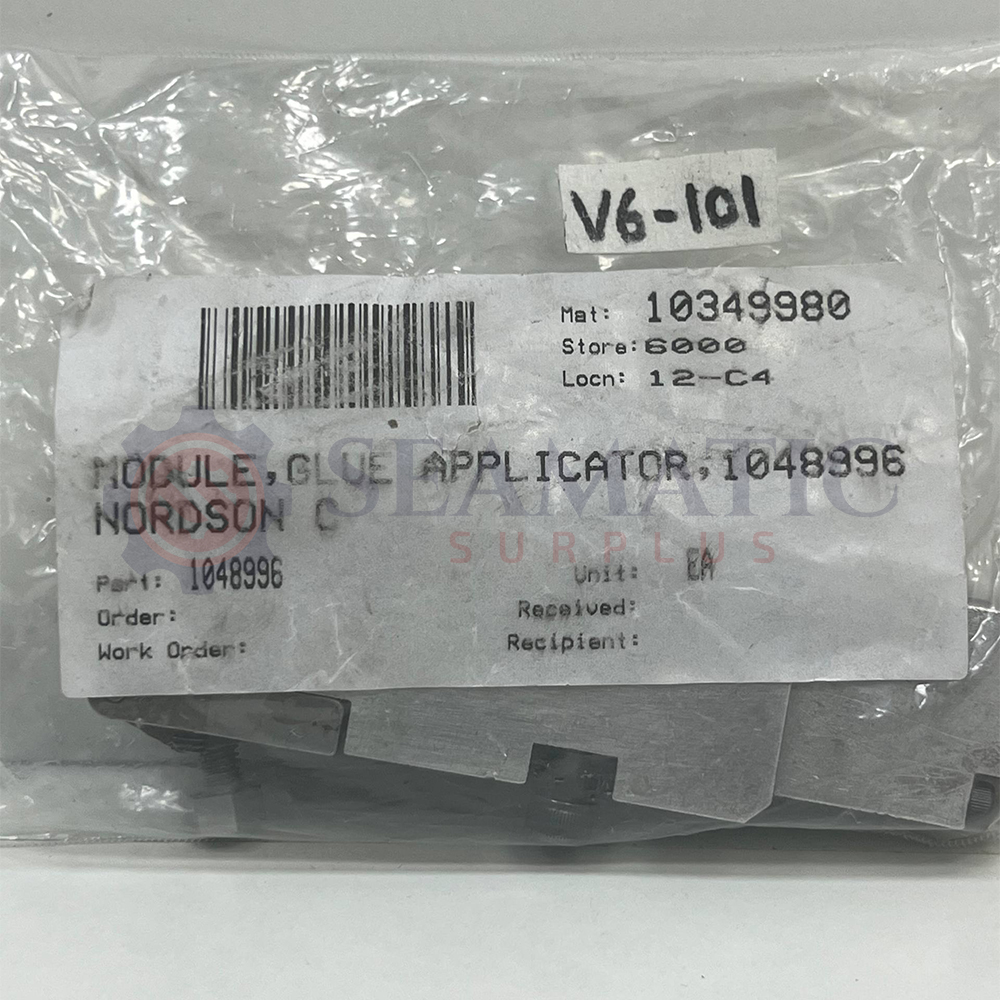 V6-101
Mat: 10349980
Store: 6000
Locn: 12-C4
MODULE,GLUE APPLICATOR,1048996
NORDSON C
SEAMATIC
SURPLUS
Part: 1048996
Unit: EA
Order:
Received:
Work Order:
Recipient: